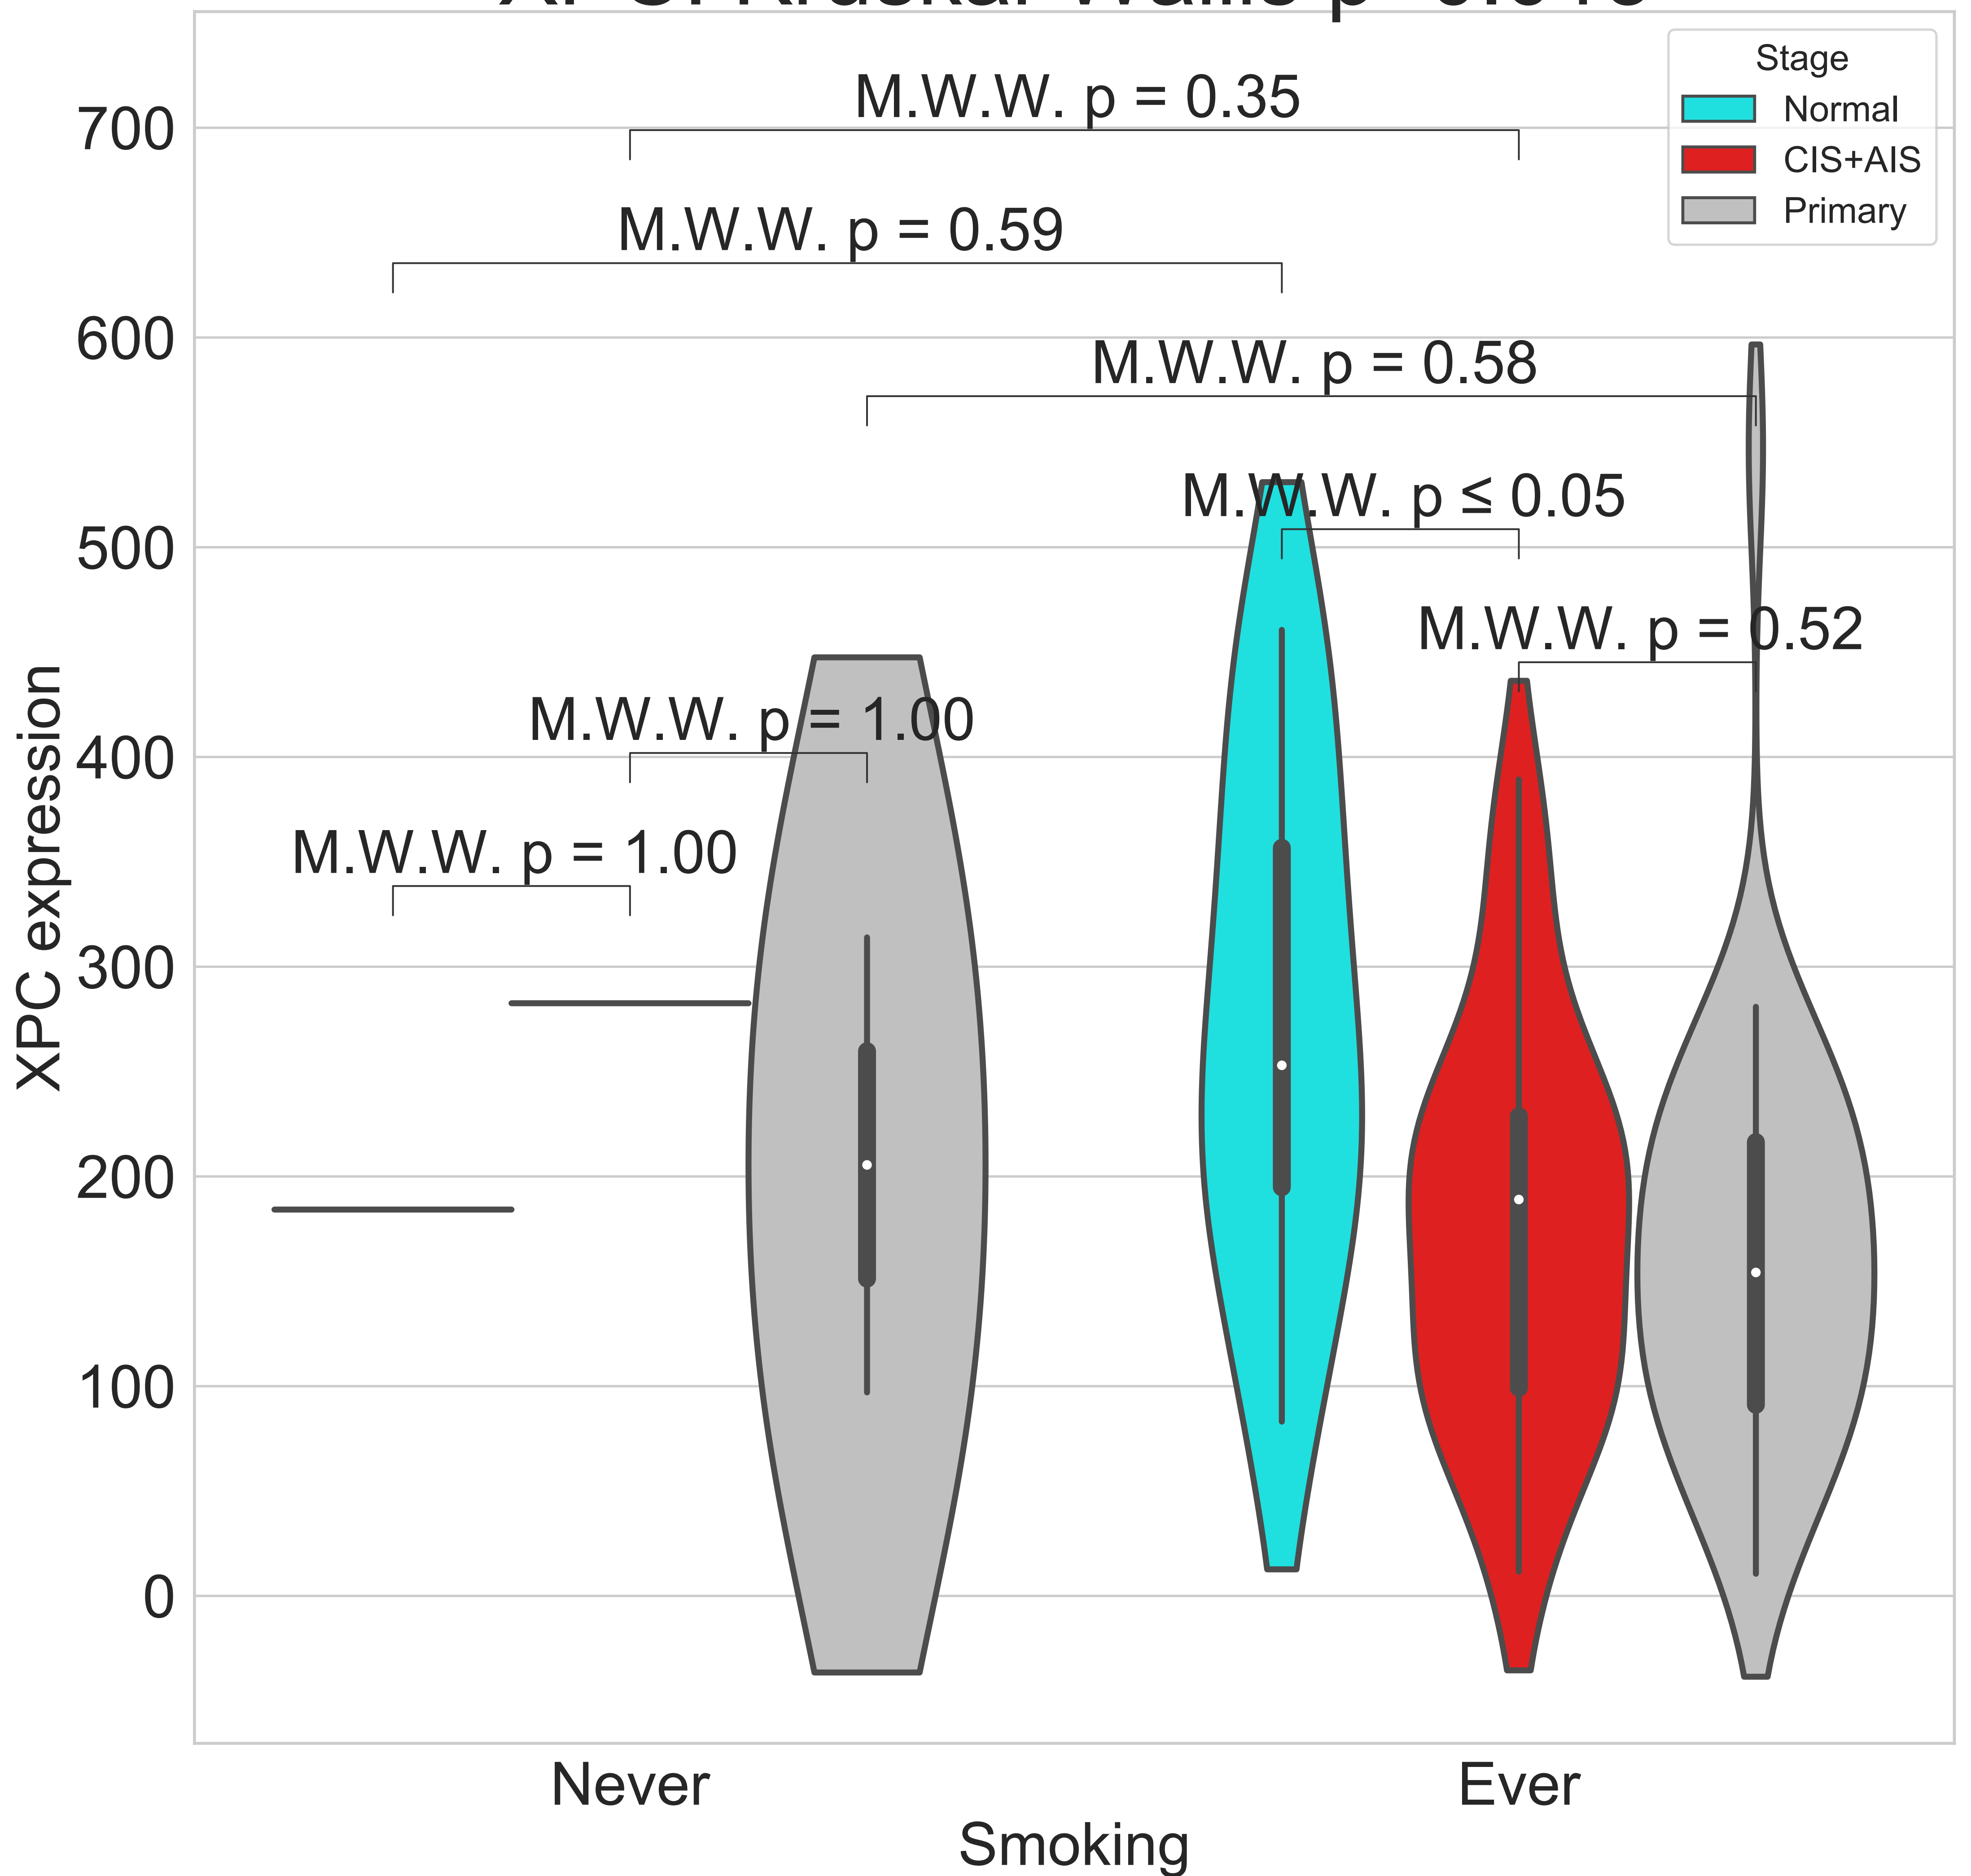 Stage
Normal
CIS+AIS
Primary
M.W.W. p = 0.35
M.W.W. p = 0.59
M.W.W. p = 0.58
M.W.W. p ≤ 0.05
M.W.W. p = 0.52
M.W.W. p = 1.00
M.W.W. p = 1.00
700
600
500
400
300
200
100
0
XPC expression
Never
Ever
Smoking